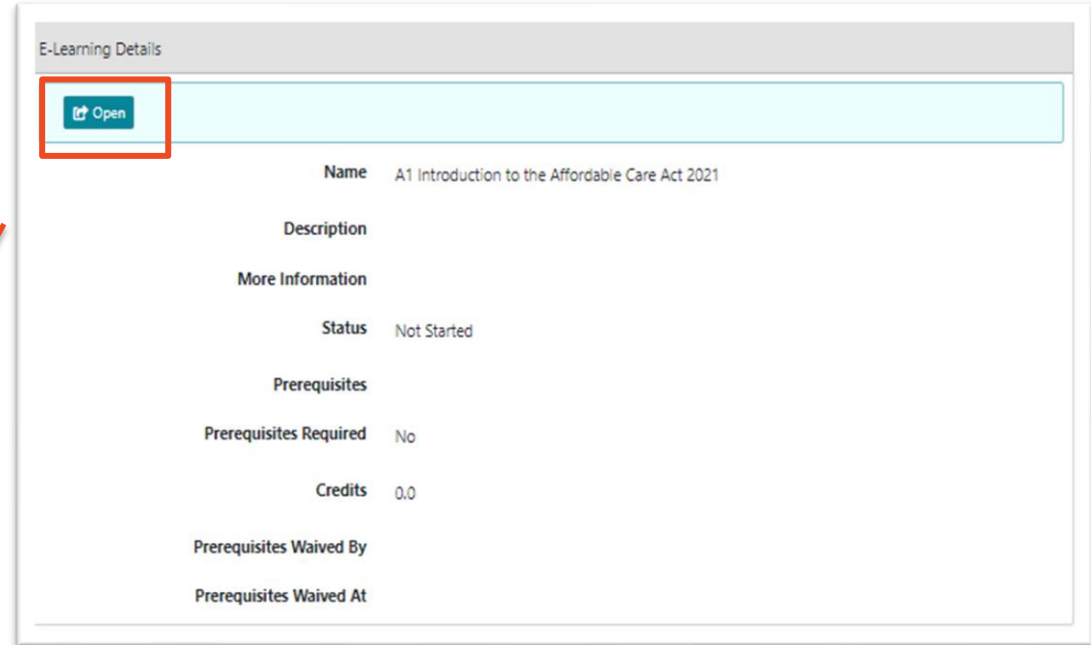 E-Learning Details
Open
Name A1 Introduction to the Affordable Care Act 2021
Description
More Information
Status Not Started
Prerequisites
Prerequisites Required No
Credits 0.0
Prerequisites Waived By
Prerequisites Waived At